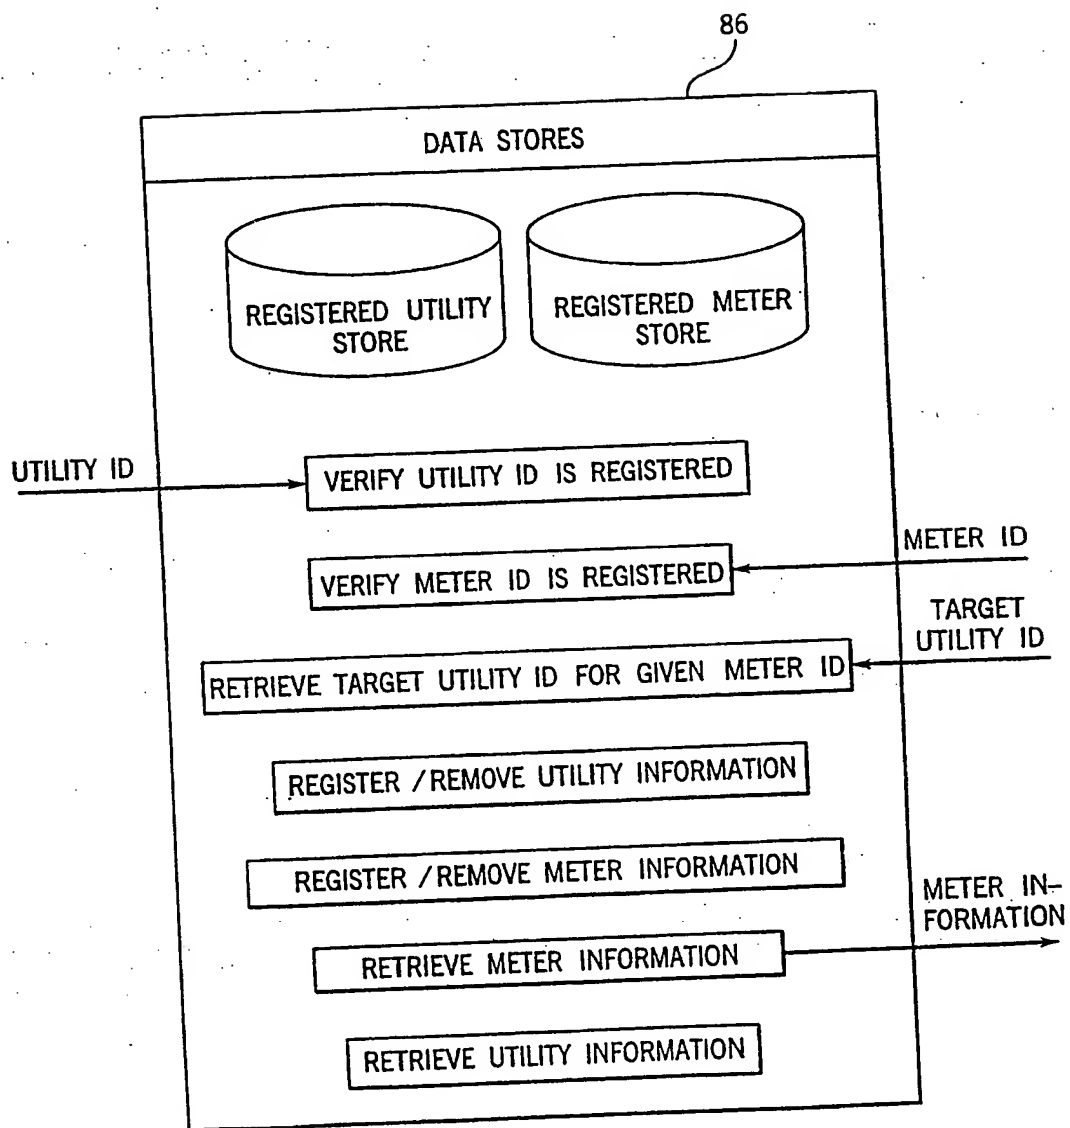 86
DATA STORES
REGISTERED UTILITY
STORE
REGISTERED METER
STORE
UTILITY ID
VERIFY UTILITY ID IS REGISTERED
METER ID
VERIFY METER ID IS REGISTERED
TARGET
UTILITY ID
RETRIEVE TARGET UTILITY ID FOR GIVEN METER ID
REGISTER / REMOVE UTILITY INFORMATION
REGISTER / REMOVE METER INFORMATION
METER IN-
FORMATION
RETRIEVE METER INFORMATION
RETRIEVE UTILITY INFORMATION